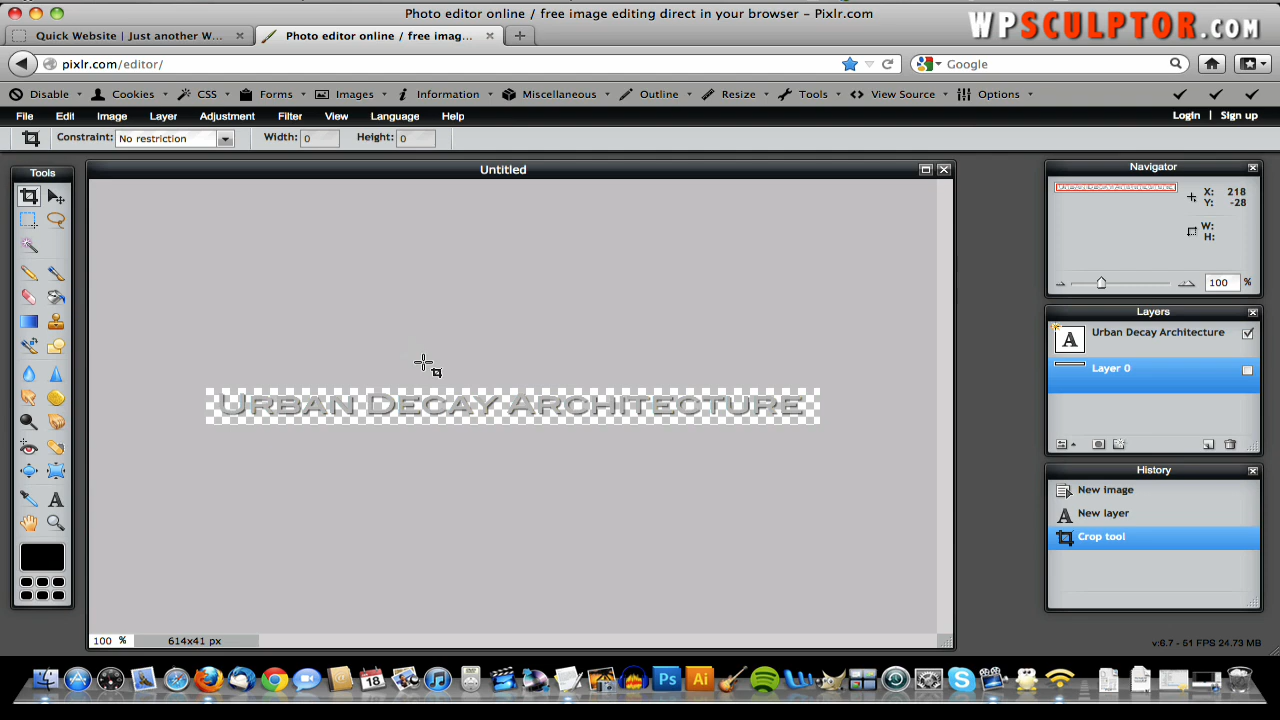 Photo editor online / free image editing direct in your browser – Pixlr.com
WPSCULPTOR.COM
Quick Website | Just another W...
Photo editor online / free imag...
pixlr.com/editor/
Google
Disable Cookies CSS Forms Images Information Miscellaneous Outline Resize Tools View Source Options
File Edit Image Layer Adjustment Filter View Language Help Login | Sign up
Constraint: No restriction Width: 0 Height: 0
Tools
Untitled
Navigator
X: 218
Y: -28
W:
H:
100 %
Layers
A Urban Decay Architecture
Layer 0
URBAN DECAY ARCHITECTURE
History
New image
A New layer
Crop tool
A
100 % 614x41 px
v:6.7 - 51 FPS 24.73 MB
18
Ps
Ai